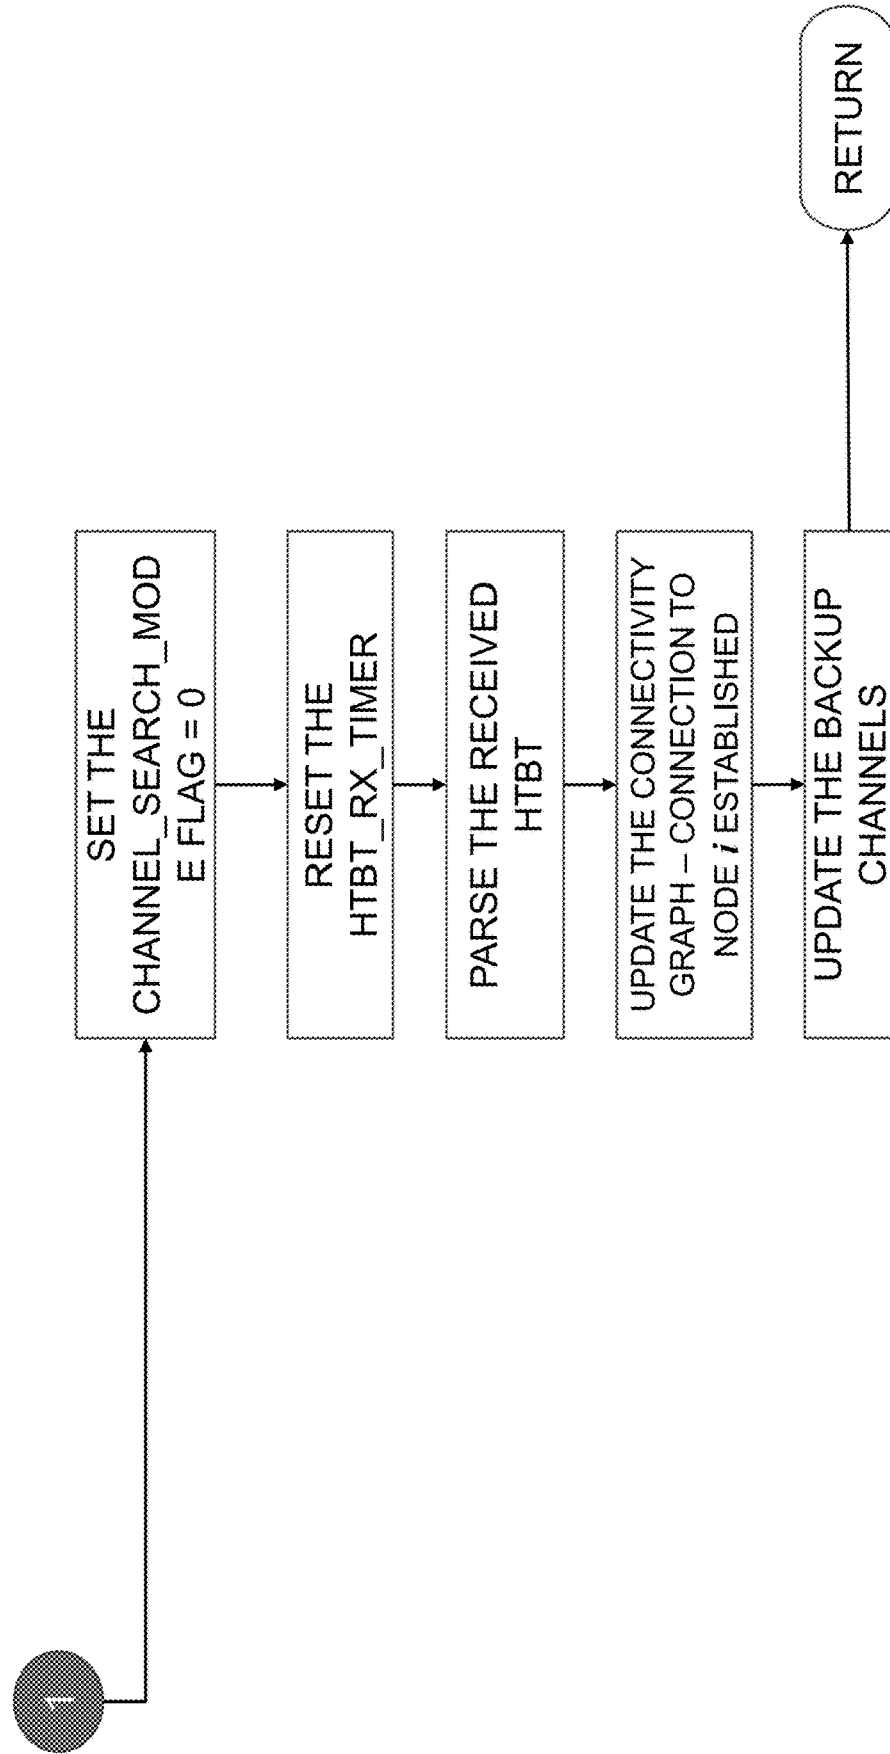 1
SET THE
CHANNEL_SEARCH_MOD
E FLAG = 0
RESET THE
HTBT_RX_TIMER
PARSE THE RECEIVED
HTBT
UPDATE THE CONNECTIVITY
GRAPH – CONNECTION TO
NODE i ESTABLISHED
UPDATE THE BACKUP
CHANNELS
RETURN